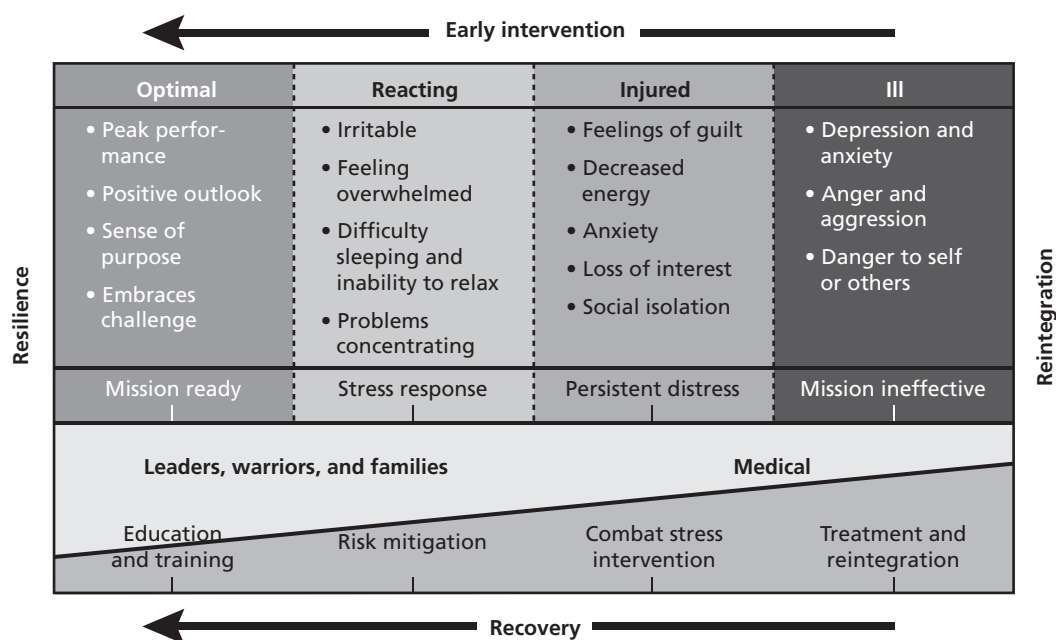 Early intervention
Optimal
• Peak perfor-
mance
• Positive outlook
• Sense of
purpose
• Embraces
challenge
Mission ready
Reacting
• Irritable
• Feeling
overwhelmed
• Difficulty
sleeping and
inability to relax
• Problems
concentrating
Stress response
Injured
• Feelings of guilt
• Decreased
energy
• Anxiety
• Loss of interest
• Social isolation
Persistent distress
Ill
• Depression and
anxiety
• Anger and
aggression
• Danger to self
or others
Mission ineffective
Resilience
Reintegration
Leaders, warriors, and families
Medical
Education
and training
Risk mitigation
Combat stress
intervention
Treatment and
reintegration
Recovery